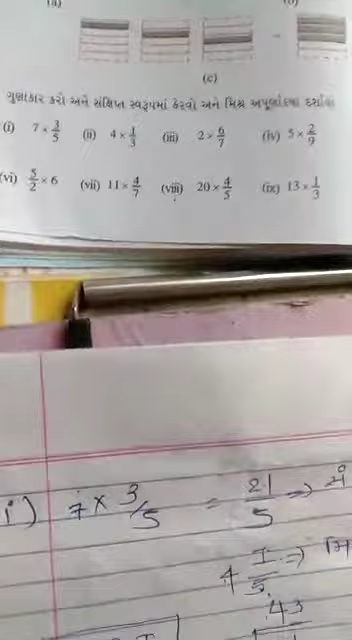 (c)
ગુણાકાર કરો અને સંક્ષિપ્ત સ્વરૂપમાં ફેરવો અને મિશ્ર અપૂર્ણાંકમાં દર્શાવો
(i) 7 × 3/5 (ii) 4 × 1/3 (iii) 2 × 6/7 (iv) 5 × 2/9
(vi) 5/2 × 6 (vii) 11 × 4/7 (viii) 20 × 4/5 (ix) 13 × 1/3
i) 7 × 3/5 = 21/5 ⇒
4 1/5 ⇒